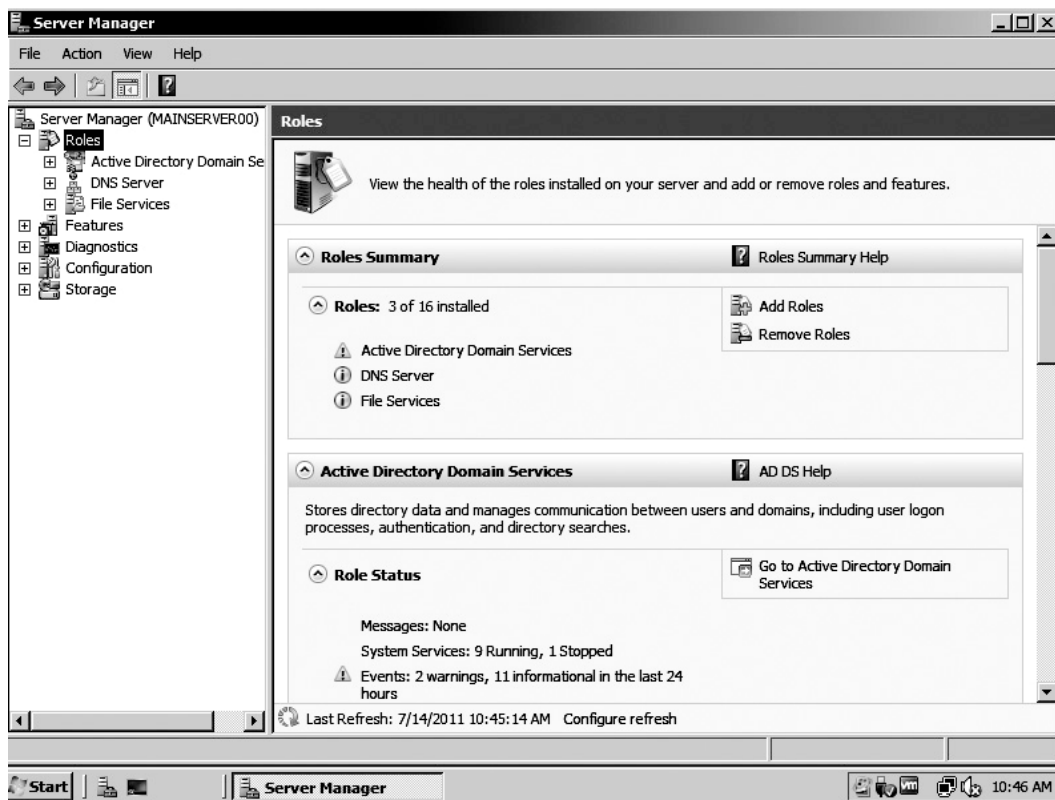 Server Manager
File Action View Help
Server Manager (MAINSERVER00)
Roles
Active Directory Domain Se
DNS Server
File Services
Features
Diagnostics
Configuration
Storage
Roles
View the health of the roles installed on your server and add or remove roles and features.
Roles Summary
Roles Summary Help
Roles: 3 of 16 installed
Add Roles
Remove Roles
Active Directory Domain Services
DNS Server
File Services
Active Directory Domain Services
AD DS Help
Stores directory data and manages communication between users and domains, including user logon
processes, authentication, and directory searches.
Role Status
Go to Active Directory Domain
Services
Messages: None
System Services: 9 Running, 1 Stopped
Events: 2 warnings, 11 informational in the last 24
hours
Last Refresh: 7/14/2011 10:45:14 AM Configure refresh
Start
Server Manager
vm
10:46 AM